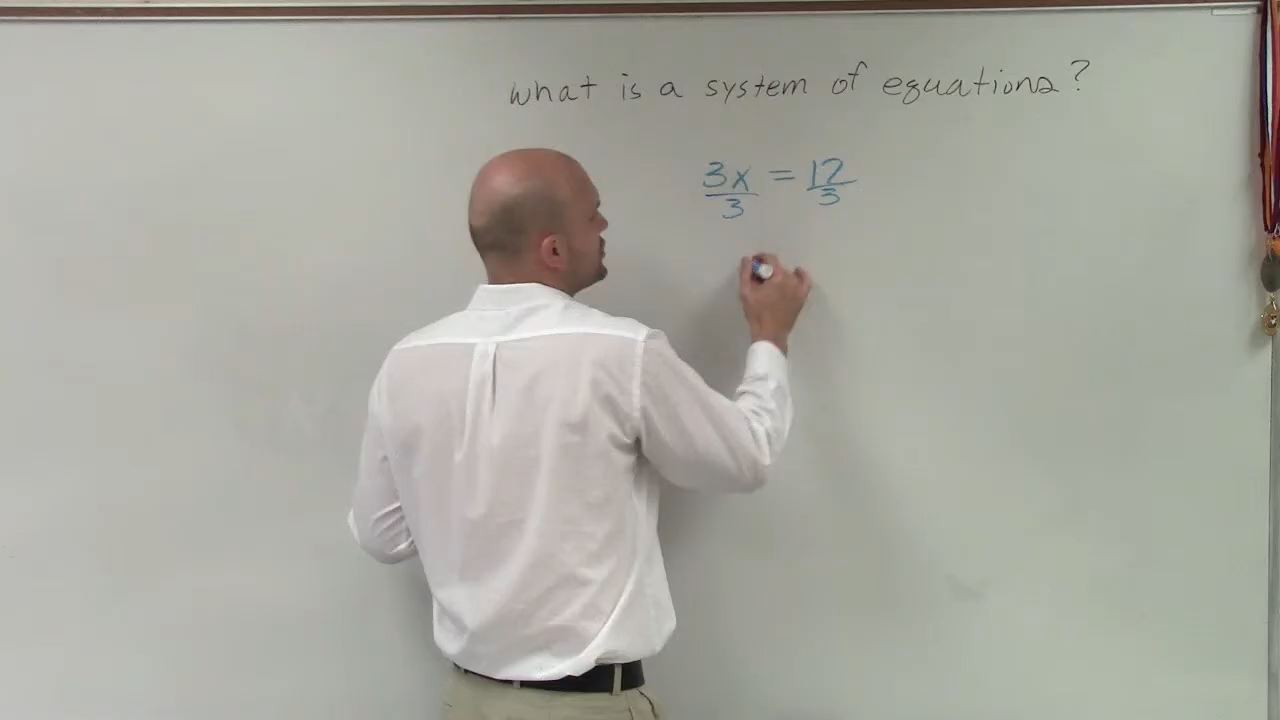 what is a system of equations?
3x = 12
3 3